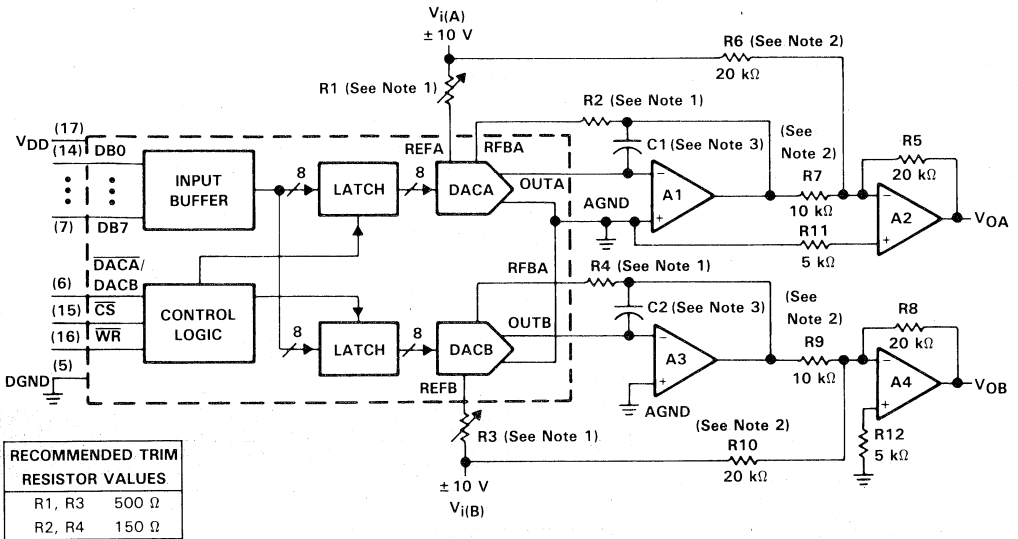 Vi(A)
± 10 V
R6 (See Note 2)
20 kΩ
R1 (See Note 1)
R2 (See Note 1)
VDD
(17)
(14)
DB0
REFA
RFBA
C1 (See Note 3)
(See
Note 2)
R5
20 kΩ
INPUT
BUFFER
8
LATCH
8
DACA
OUTA
A1
R7
10 kΩ
A2
VOA
AGND
R11
5 kΩ
(7)
DB7
DACA/
DACB
(6)
(15)
CS
(16)
WR
(5)
DGND
CONTROL
LOGIC
RFBA
R4 (See Note 1)
C2 (See Note 3)
(See
Note 2)
R8
20 kΩ
8
LATCH
8
DACB
OUTB
A3
R9
10 kΩ
A4
VOB
REFB
AGND
R3 (See Note 1)
(See Note 2)
R10
20 kΩ
R12
5 kΩ
± 10 V
Vi(B)
RECOMMENDED TRIM
RESISTOR VALUES
R1, R3 500 Ω
R2, R4 150 Ω